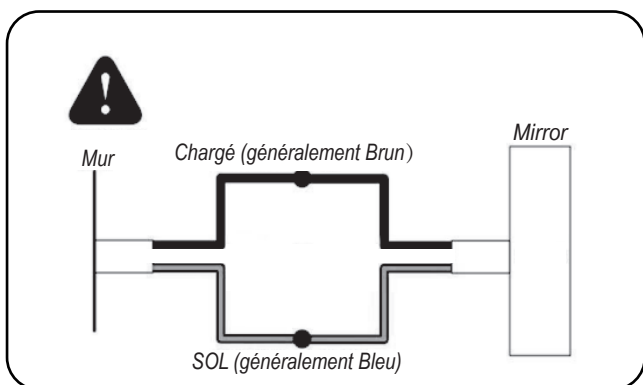 Mirror
Mur
Chargé (généralement Brun）
SOL (généralement Bleu)